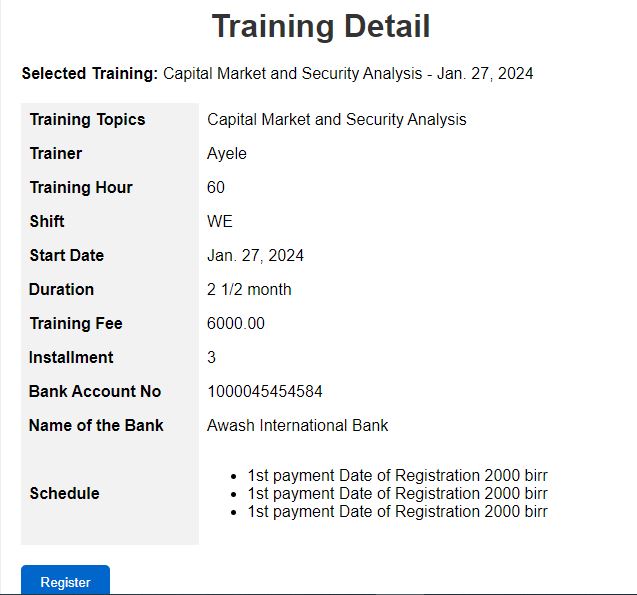 Training Detail
Selected Training: Capital Market and Security Analysis - Jan. 27, 2024
Training Topics Capital Market and Security Analysis
Trainer Ayele
Training Hour 60
Shift WE
Start Date Jan. 27, 2024
Duration 2 1/2 month
Training Fee 6000.00
Installment 3
Bank Account No 1000045454584
Name of the Bank Awash International Bank
Schedule
• 1st payment Date of Registration 2000 birr
• 1st payment Date of Registration 2000 birr
• 1st payment Date of Registration 2000 birr
Register